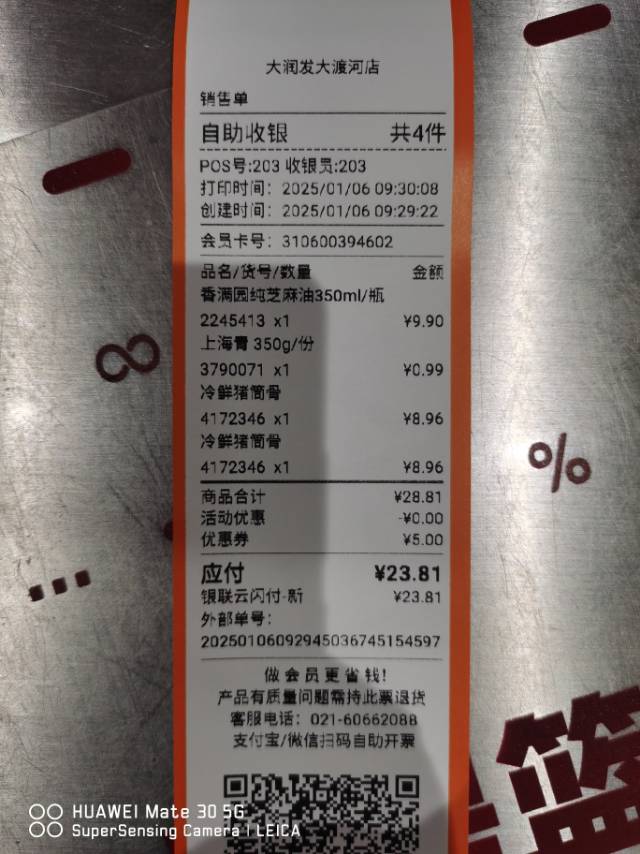 大润发大渡河店
销售单
自助收银 共4件
POS号:203 收银员:203
打印时间: 2025/01/06 09:30:08
创建时间: 2025/01/06 09:29:22
会员卡号: 310600394602
品名/货号/数量 金额
香满园纯芝麻油350ml/瓶
2245413 x1 ¥9.90
上海青 350g/份
3790071 x1 ¥0.99
冷鲜猪筒骨
4172346 x1 ¥8.96
冷鲜猪筒骨
4172346 x1 ¥8.96
商品合计 ¥28.81
活动优惠 -¥0.00
优惠券 ¥5.00
应付 ¥23.81
银联云闪付-新 ¥23.81
外部单号:
20250106092945036745154597
做会员更省钱!
产品有质量问题需持此票退货
客服电话: 021-60662088
支付宝/微信扫码自助开票
8
%
HUAWEI Mate 30 5G
SuperSensing Camera | LEICA